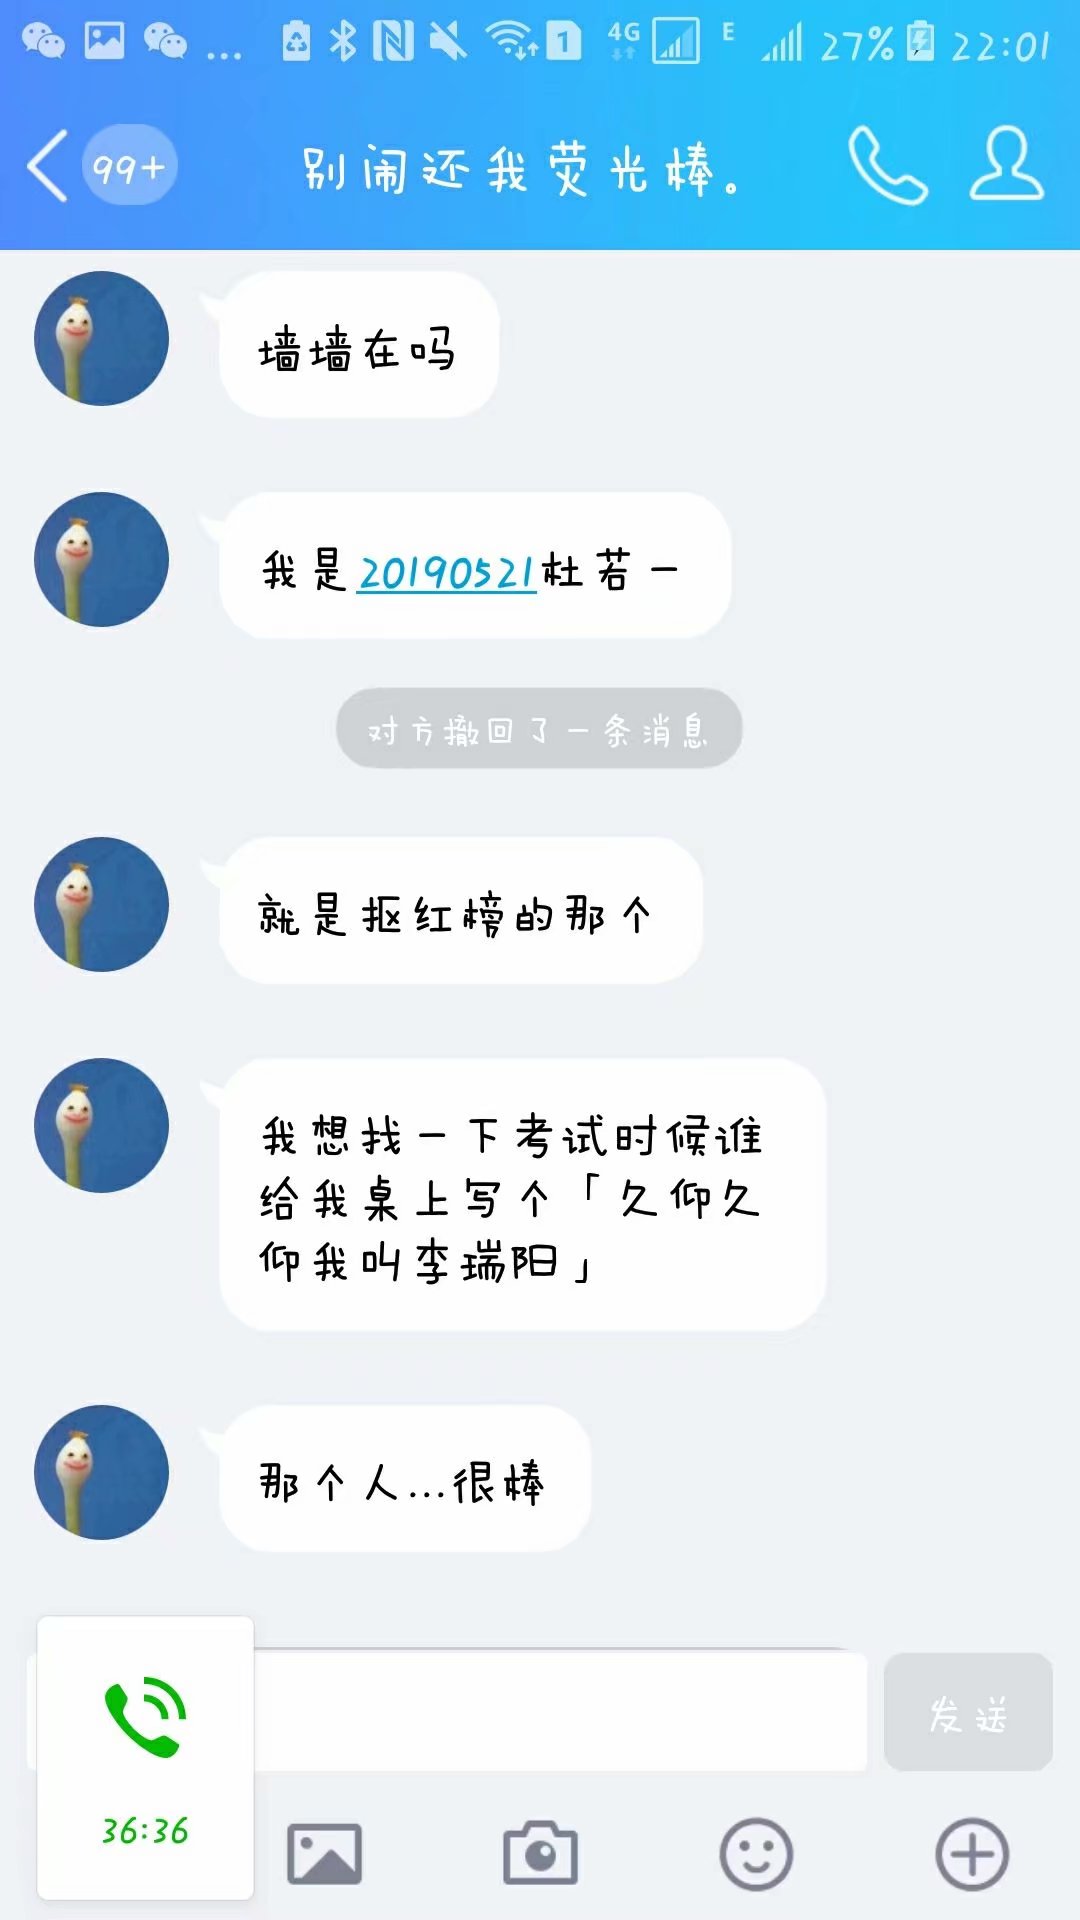 ... 1 4G E 27% 22:01
99+ 别闹还我荧光棒。
墙墙在吗
我是20190521杜若一
对方撤回了一条消息
就是抠红榜的那个
我想找一下考试时候谁
给我桌上写个「久仰久
仰我叫李瑞阳」
那个人...很棒
发送
36:36